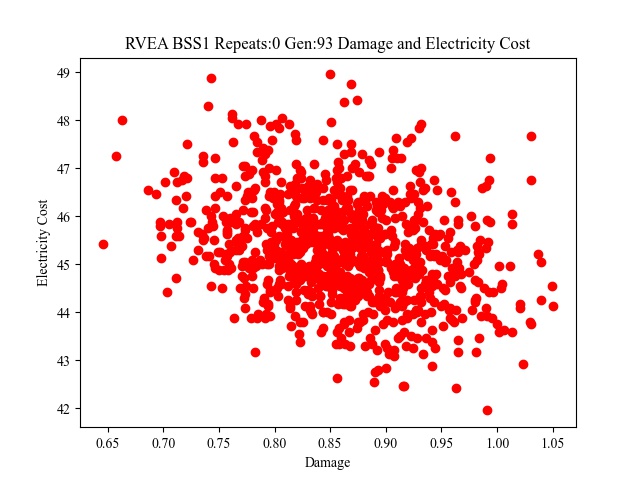 RVEA BSS1 Repeats:0 Gen:93 Damage and Electricity Cost
49
48
47
46
45
44
43
42
Electricity Cost
0.65 0.70 0.75 0.80 0.85 0.90 0.95 1.00 1.05
Damage